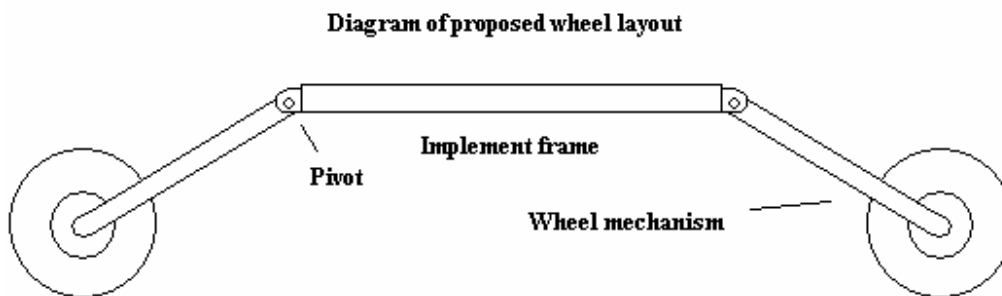 Diagram of proposed wheel layout
Implement frame
Pivot
Wheel mechanism